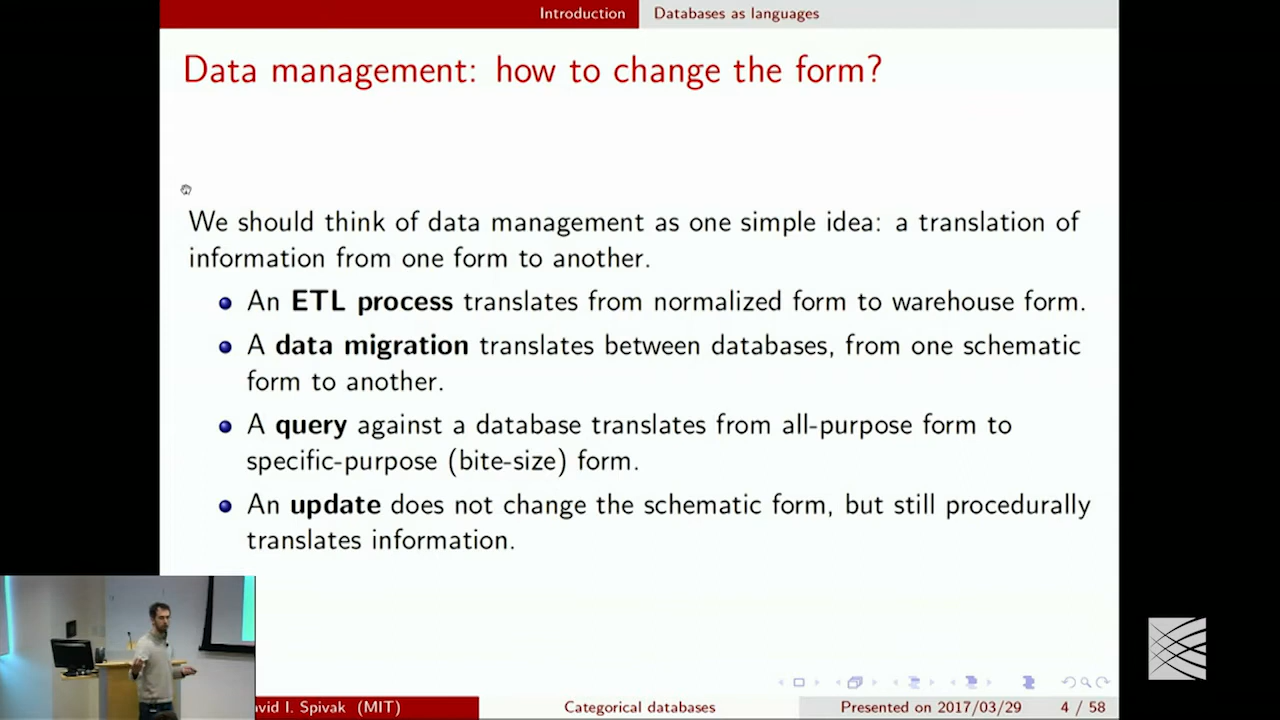 Introduction Databases as languages
Data management: how to change the form?
We should think of data management as one simple idea: a translation of
information from one form to another.
An ETL process translates from normalized form to warehouse form.
A data migration translates between databases, from one schematic
form to another.
A query against a database translates from all-purpose form to
specific-purpose (bite-size) form.
An update does not change the schematic form, but still procedurally
translates information.
avid I. Spivak (MIT) Categorical databases Presented on 2017/03/29 4 / 58